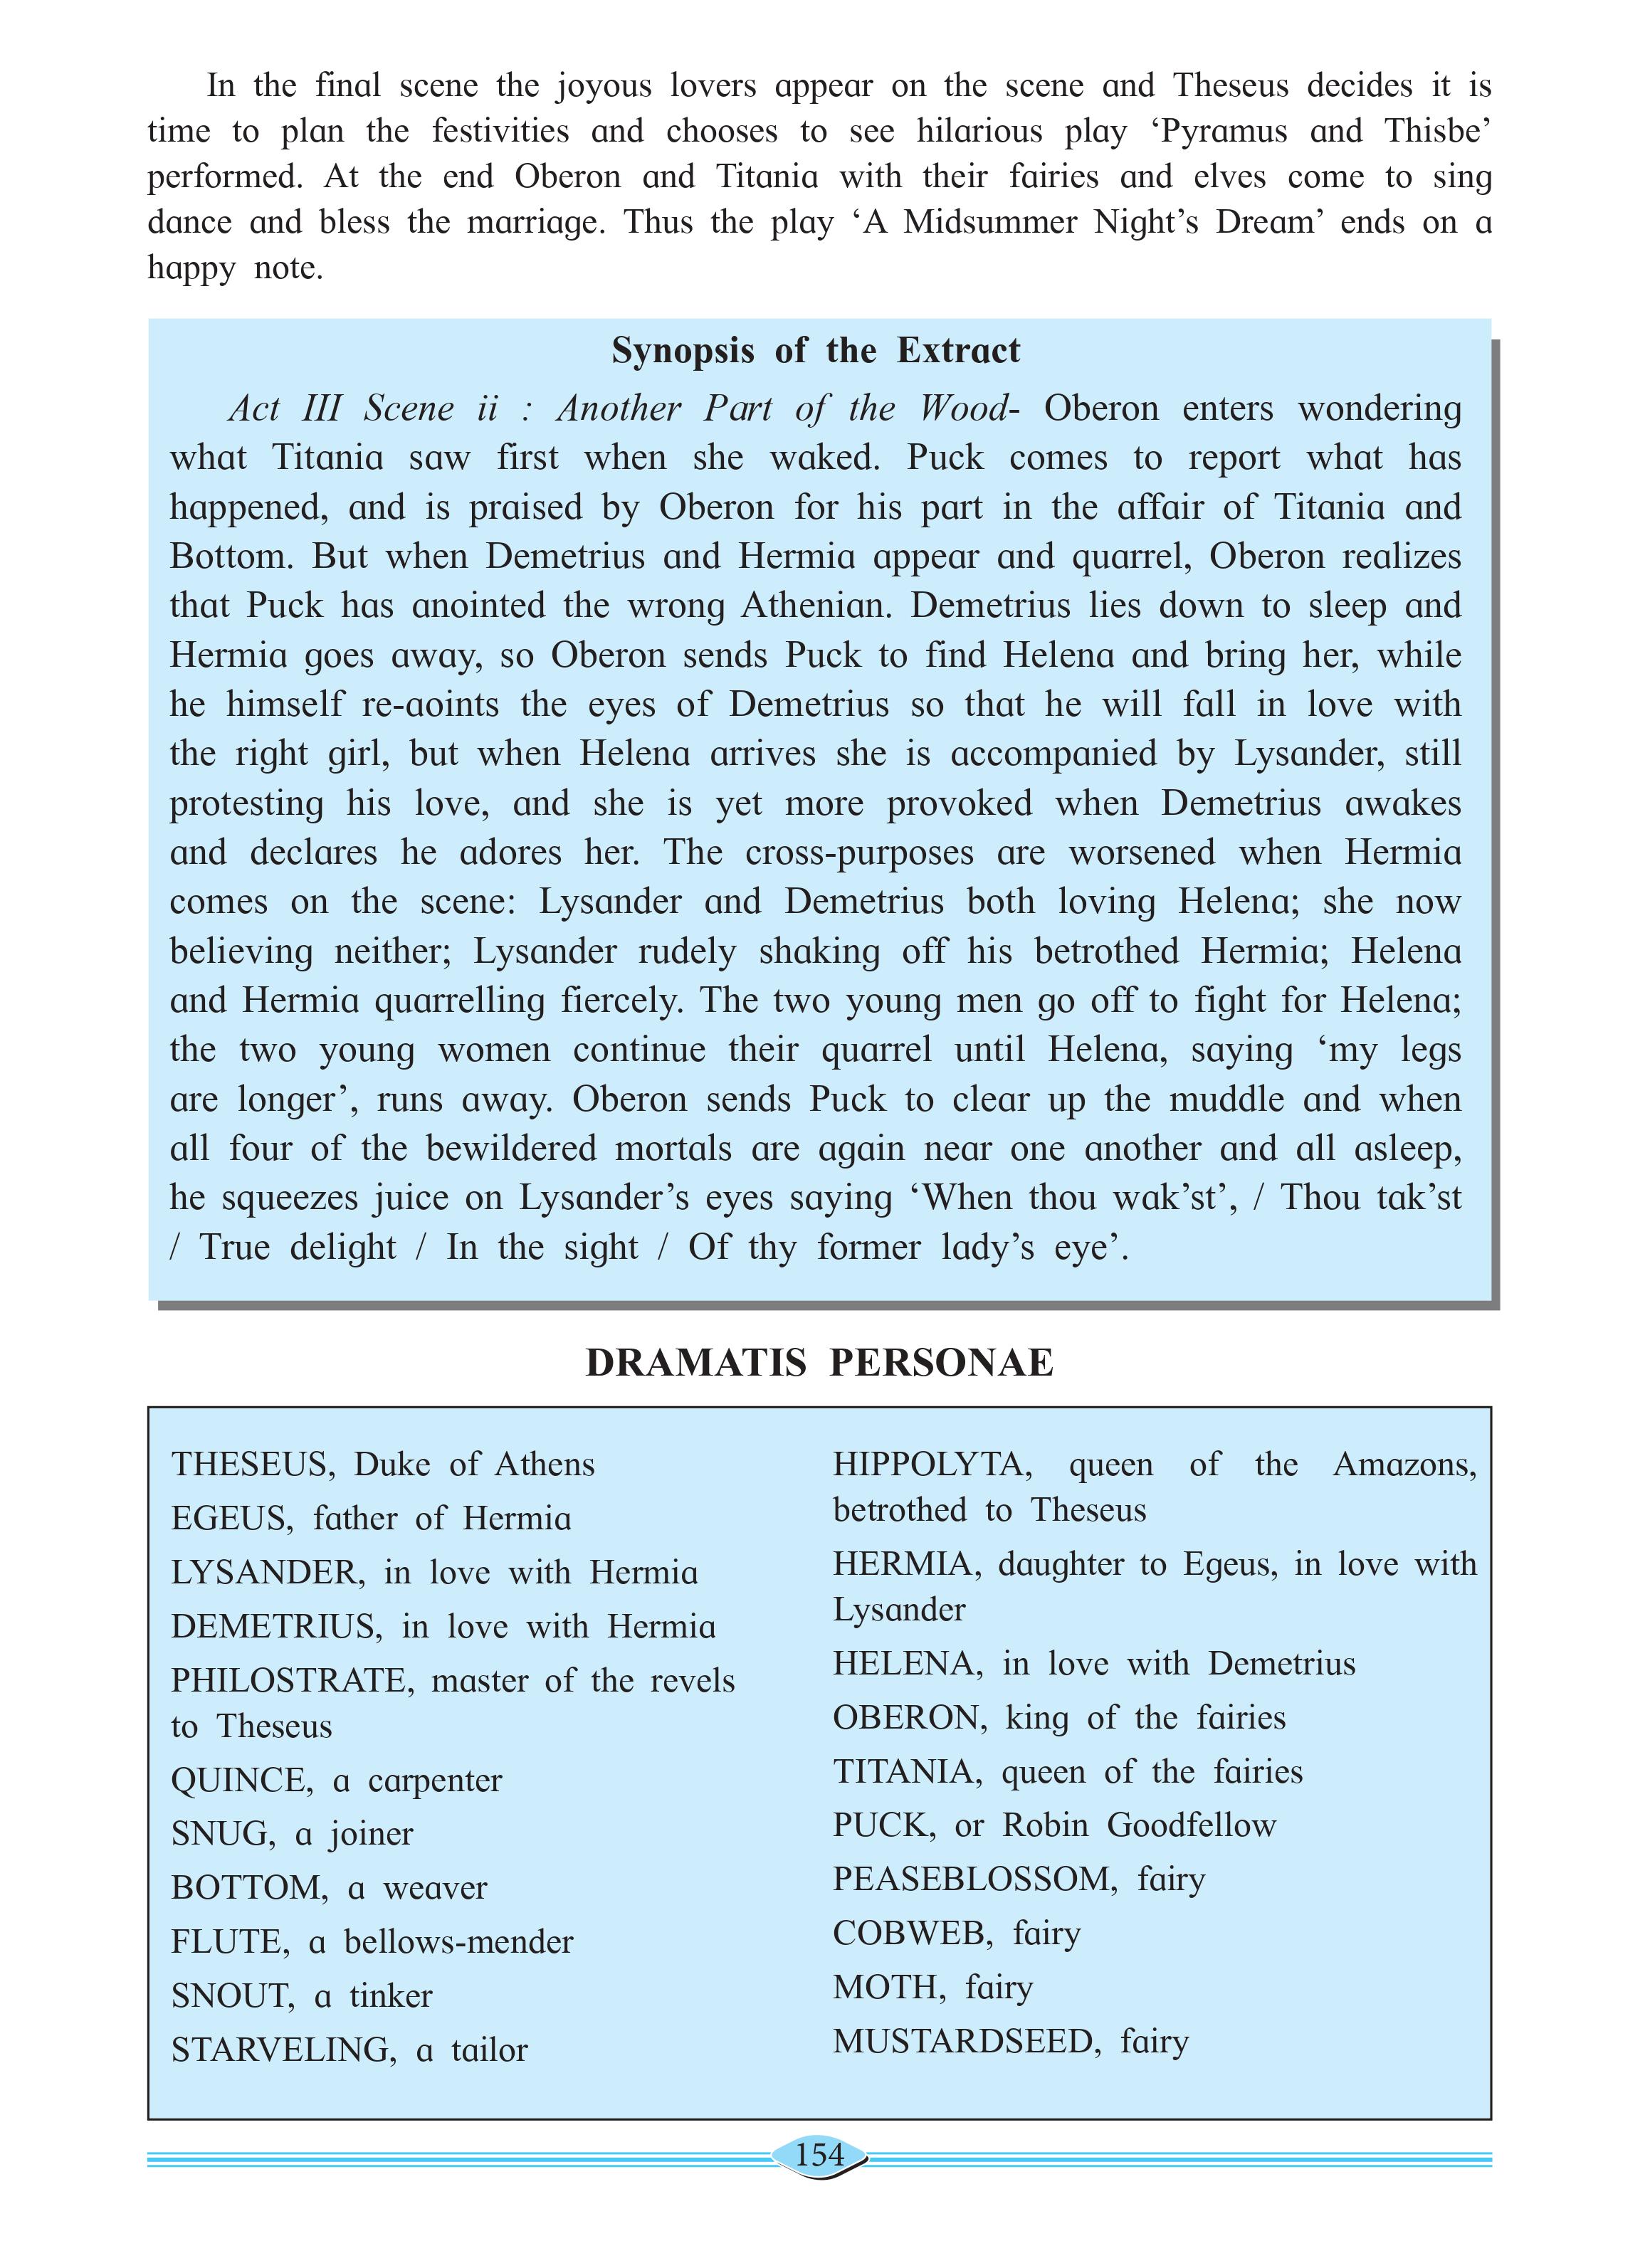 In the final scene the joyous lovers appear on the scene and Theseus decides it is
time to plan the festivities and chooses to see hilarious play ‘Pyramus and Thisbe’
performed. At the end Oberon and Titania with their fairies and elves come to sing
dance and bless the marriage. Thus the play ‘A Midsummer Night’s Dream’ ends on a
happy note.
Synopsis of the Extract
Act III Scene ii : Another Part of the Wood- Oberon enters wondering
what Titania saw first when she waked. Puck comes to report what has
happened, and is praised by Oberon for his part in the affair of Titania and
Bottom. But when Demetrius and Hermia appear and quarrel, Oberon realizes
that Puck has anointed the wrong Athenian. Demetrius lies down to sleep and
Hermia goes away, so Oberon sends Puck to find Helena and bring her, while
he himself re-aoints the eyes of Demetrius so that he will fall in love with
the right girl, but when Helena arrives she is accompanied by Lysander, still
protesting his love, and she is yet more provoked when Demetrius awakes
and declares he adores her. The cross-purposes are worsened when Hermia
comes on the scene: Lysander and Demetrius both loving Helena; she now
believing neither; Lysander rudely shaking off his betrothed Hermia; Helena
and Hermia quarrelling fiercely. The two young men go off to fight for Helena;
the two young women continue their quarrel until Helena, saying ‘my legs
are longer’, runs away. Oberon sends Puck to clear up the muddle and when
all four of the bewildered mortals are again near one another and all asleep,
he squeezes juice on Lysander’s eyes saying ‘When thou wak’st’, / Thou tak’st
/ True delight / In the sight / Of thy former lady’s eye’.
DRAMATIS PERSONAE
THESEUS, Duke of Athens
EGEUS, father of Hermia
LYSANDER, in love with Hermia
DEMETRIUS, in love with Hermia
PHILOSTRATE, master of the revels
to Theseus
QUINCE, a carpenter
SNUG, a joiner
BOTTOM, a weaver
FLUTE, a bellows-mender
SNOUT, a tinker
STARVELING, a tailor
HIPPOLYTA, queen of the Amazons,
betrothed to Theseus
HERMIA, daughter to Egeus, in love with
Lysander
HELENA, in love with Demetrius
OBERON, king of the fairies
TITANIA, queen of the fairies
PUCK, or Robin Goodfellow
PEASEBLOSSOM, fairy
COBWEB, fairy
MOTH, fairy
MUSTARDSEED, fairy
154